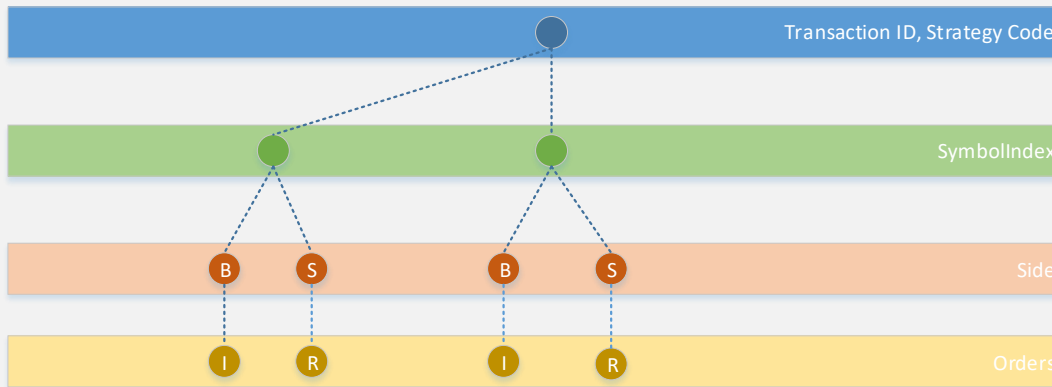 Transaction ID, Strategy Code
SymbolIndex
B S B S Side
I R I R Orders